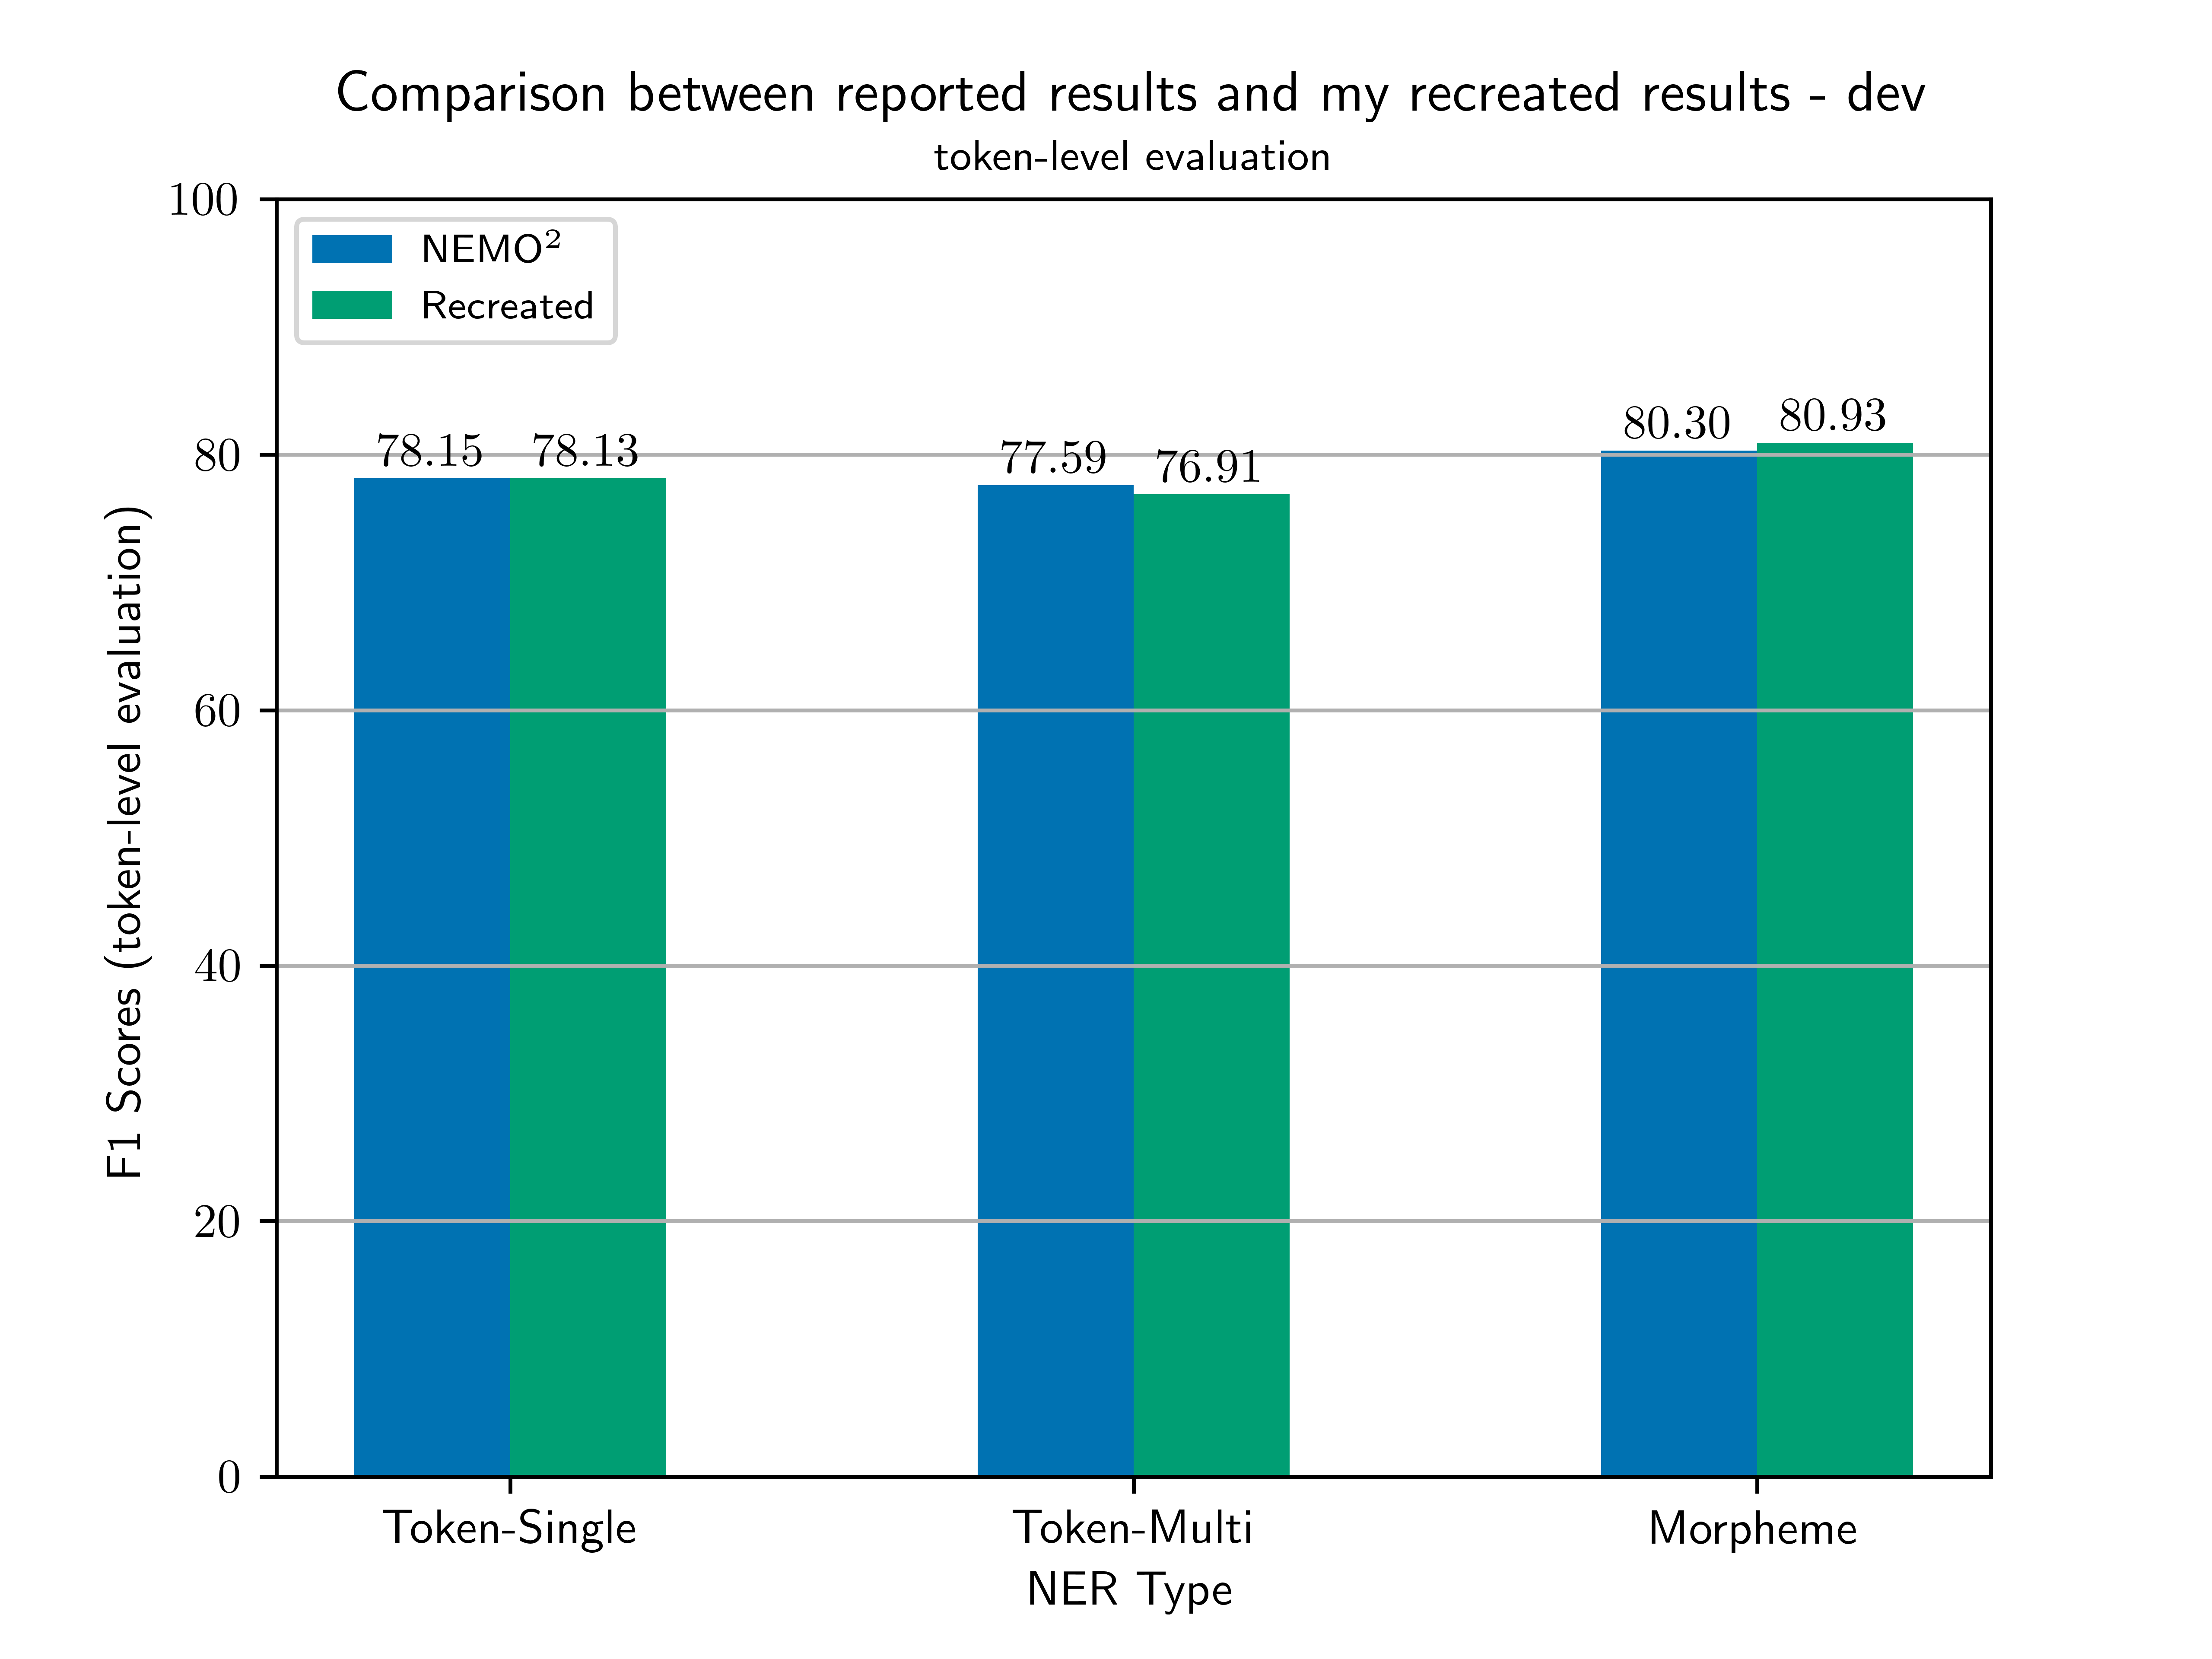 Comparison between reported results and my recreated results - dev
token-level evaluation
F1 Scores (token-level evaluation)
100
80
60
40
20
0
NEMO²
Recreated
78.15 78.13
77.59 76.91
80.30 80.93
Token-Single Token-Multi Morpheme
NER Type